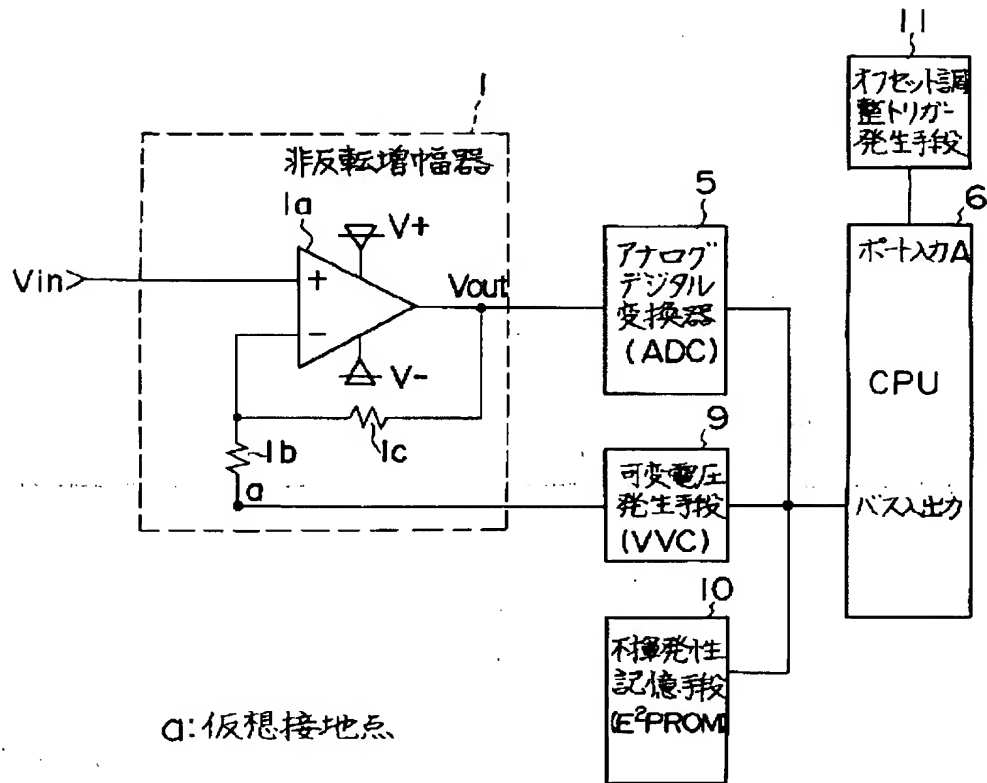 11
オフセット調
整トリガー
発生手段
1
非反転増幅器
1a
V+
Vin
+
−
Vout
V-
1c
1b
a
5
アナログ
デジタル
変換器
(ADC)
6
ポート入力A
CPU
バス入出力
9
可変電圧
発生手段
(VVC)
10
不揮発性
記憶手段
(E²PROM)
a:仮想接地点